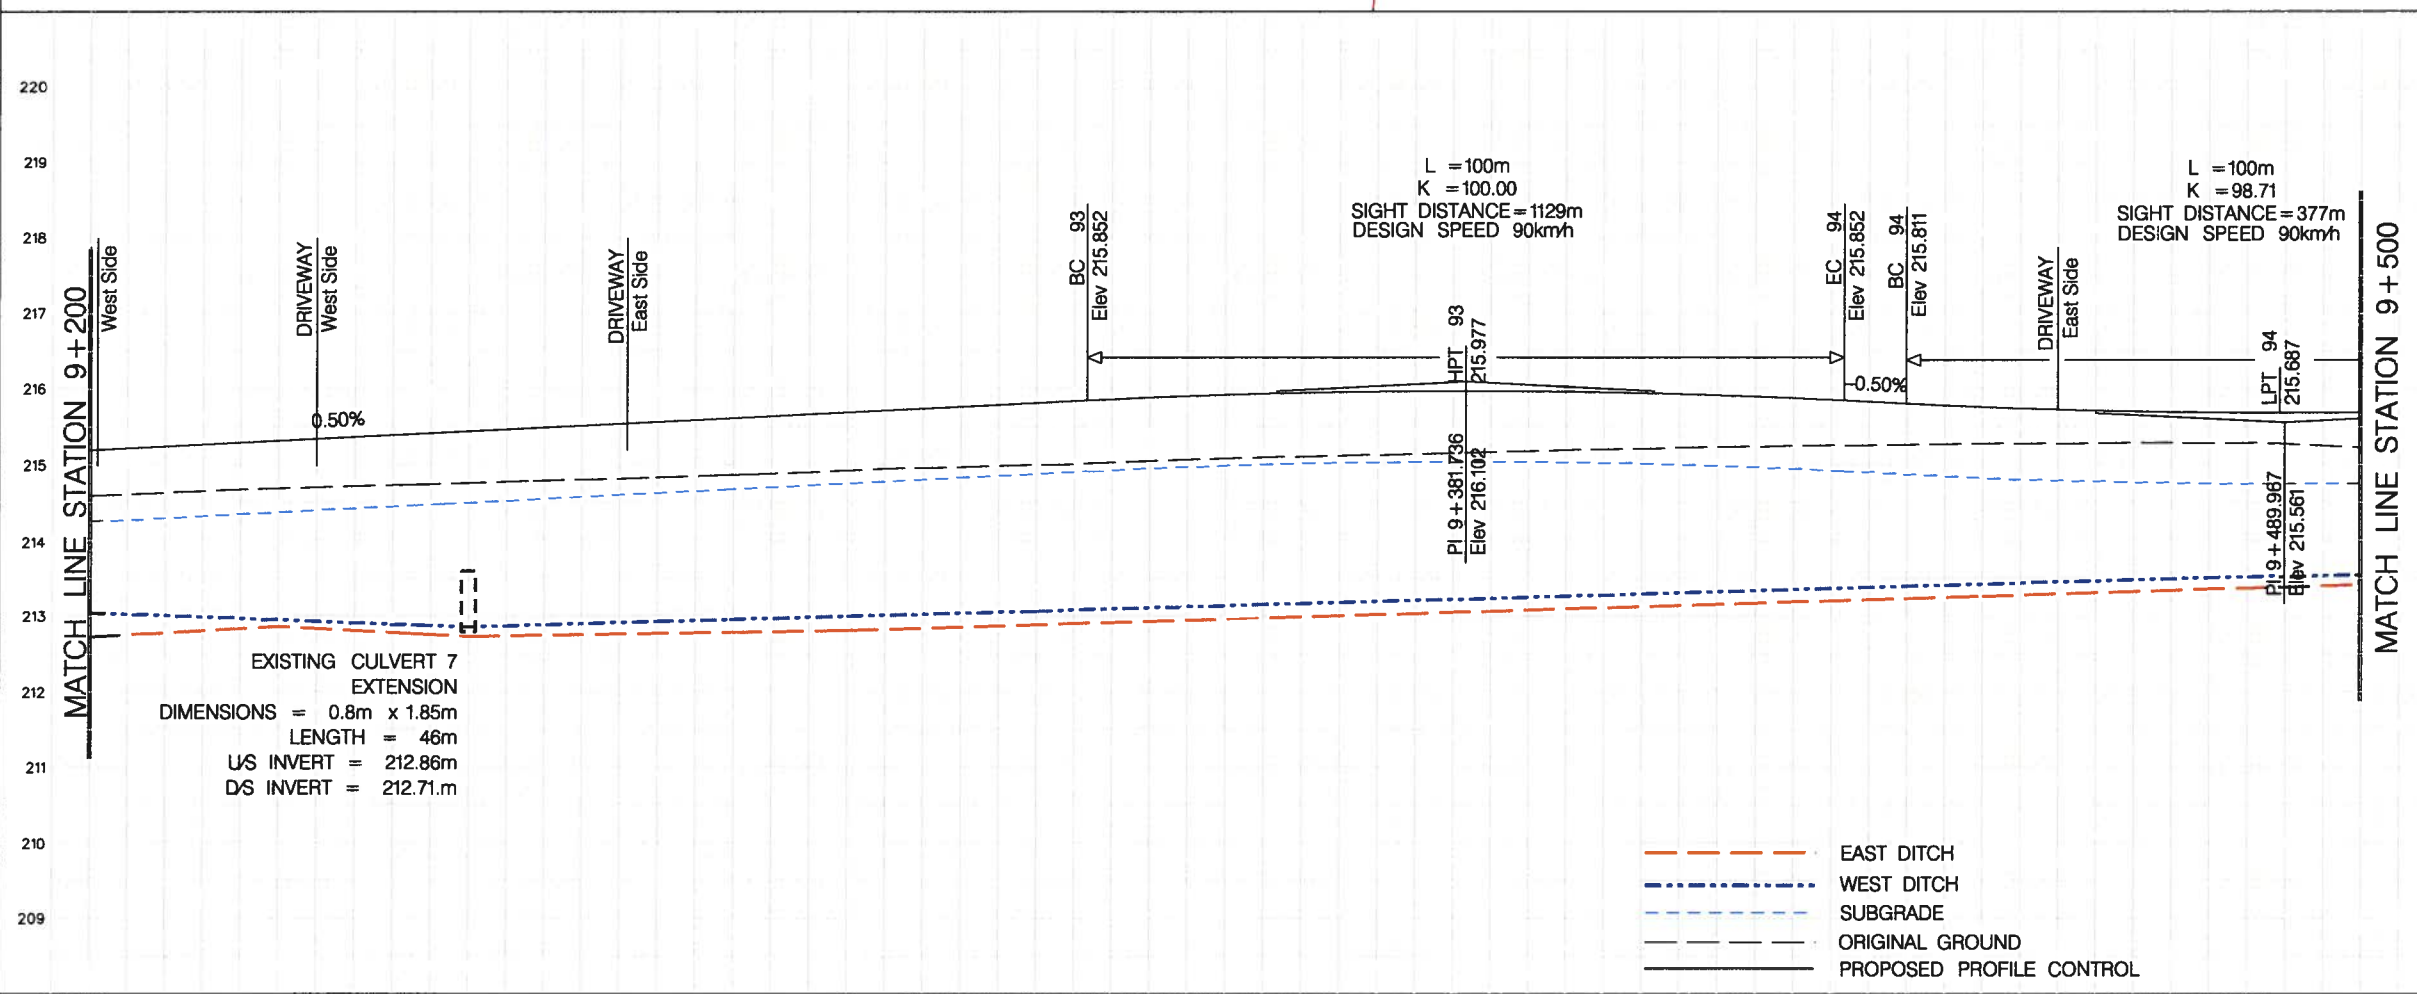 220
219
218
217
216
215
214
213
212
211
210
209
MATCH LINE STATION 9+200
West Side
DRIVEWAY
West Side
0.50%
DRIVEWAY
East Side
BC 93
Elev 215.852
L =100m
K =100.00
SIGHT DISTANCE=1129m
DESIGN SPEED 90km/h
HPT 93
215.977
PI 9+381.736
Elev 216.102
EC 94
Elev 215.852
-0.50%
BC 94
Elev 215.811
DRIVEWAY
East Side
L =100m
K =98.71
SIGHT DISTANCE=377m
DESIGN SPEED 90km/h
LPT 94
215.687
PI 9+489.967
Elev 215.561
MATCH LINE STATION 9+500
EXISTING CULVERT 7
EXTENSION
DIMENSIONS = 0.8m x 1.85m
LENGTH = 46m
U/S INVERT = 212.86m
D/S INVERT = 212.71.m
EAST DITCH
WEST DITCH
SUBGRADE
ORIGINAL GROUND
PROPOSED PROFILE CONTROL